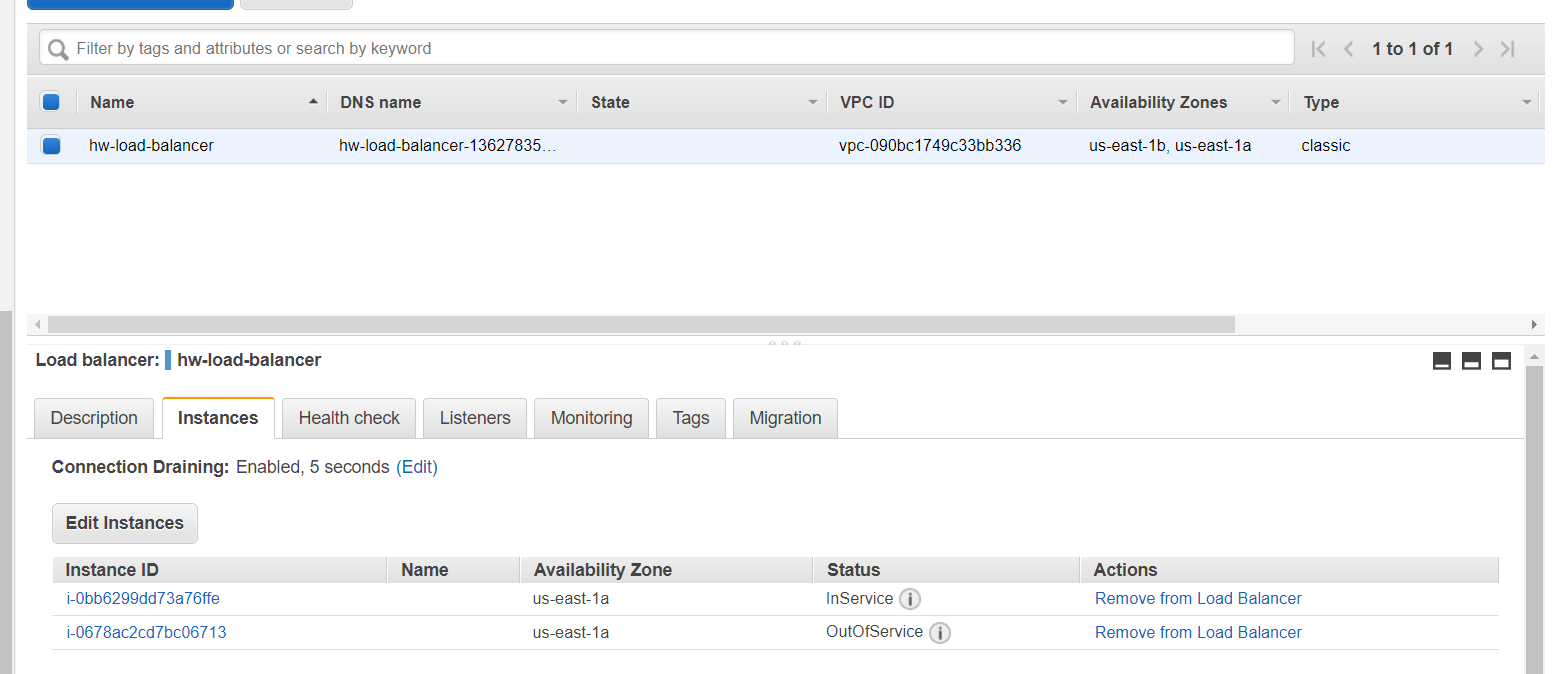 Filter by tags and attributes or search by keyword 1 to 1 of 1
Name DNS name State VPC ID Availability Zones Type
hw-load-balancer hw-load-balancer-13627835… vpc-090bc1749c33bb336 us-east-1b, us-east-1a classic
Load balancer: hw-load-balancer
Description Instances Health check Listeners Monitoring Tags Migration
Connection Draining: Enabled, 5 seconds (Edit)
Edit Instances
Instance ID Name Availability Zone Status Actions
i-0bb6299dd73a76ffe us-east-1a InService Remove from Load Balancer
i-0678ac2cd7bc06713 us-east-1a OutOfService Remove from Load Balancer